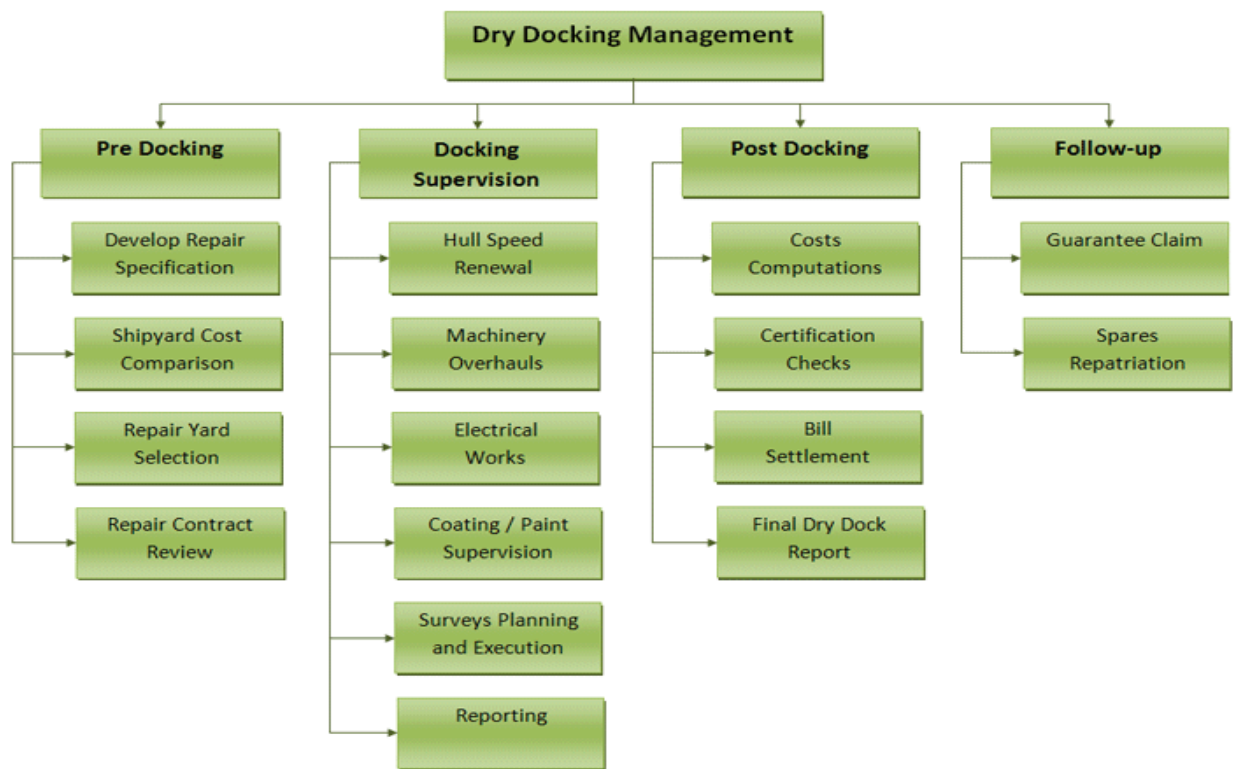 Dry Docking Management
Pre Docking
Develop Repair
Specification
Shipyard Cost
Comparison
Repair Yard
Selection
Repair Contract
Review
Docking
Supervision
Hull Speed
Renewal
Machinery
Overhauls
Electrical
Works
Coating / Paint
Supervision
Surveys Planning
and Execution
Reporting
Post Docking
Costs
Computations
Certification
Checks
Bill
Settlement
Final Dry Dock
Report
Follow-up
Guarantee Claim
Spares
Repatriation